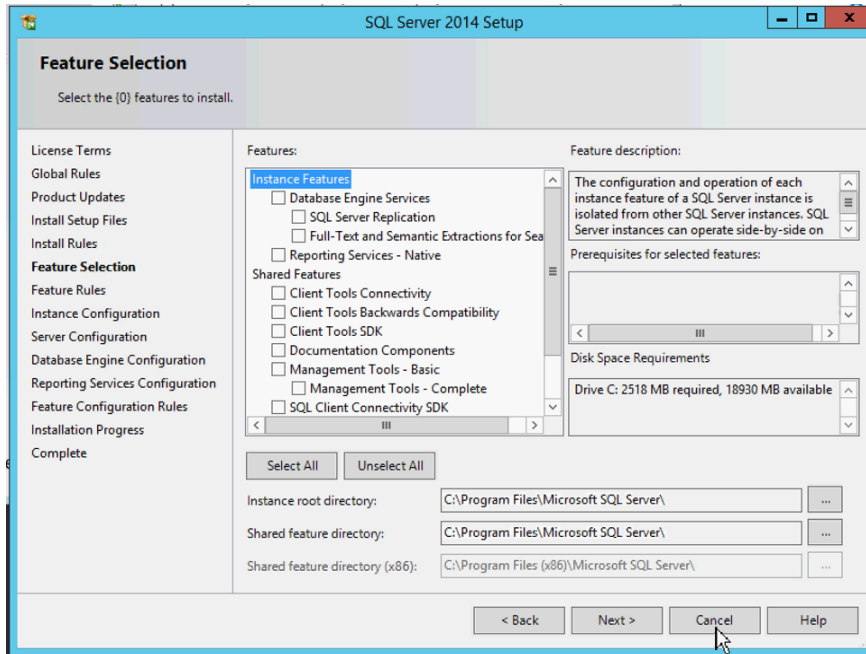 SQL Server 2014 Setup
Feature Selection
Select the {0} features to install.
License Terms
Global Rules
Product Updates
Install Setup Files
Install Rules
Feature Selection
Feature Rules
Instance Configuration
Server Configuration
Database Engine Configuration
Reporting Services Configuration
Feature Configuration Rules
Installation Progress
Complete
Features:
Instance Features
Database Engine Services
SQL Server Replication
Full-Text and Semantic Extractions for Sea
Reporting Services - Native
Shared Features
Client Tools Connectivity
Client Tools Backwards Compatibility
Client Tools SDK
Documentation Components
Management Tools - Basic
Management Tools - Complete
SQL Client Connectivity SDK
Feature description:
The configuration and operation of each
instance feature of a SQL Server instance is
isolated from other SQL Server instances. SQL
Server instances can operate side-by-side on
Prerequisites for selected features:
Disk Space Requirements
Drive C: 2518 MB required, 18930 MB available
Select All
Unselect All
Instance root directory:
C:\Program Files\Microsoft SQL Server\
...
Shared feature directory:
C:\Program Files\Microsoft SQL Server\
...
Shared feature directory (x86):
C:\Program Files (x86)\Microsoft SQL Server\
...
< Back
Next >
Cancel
Help